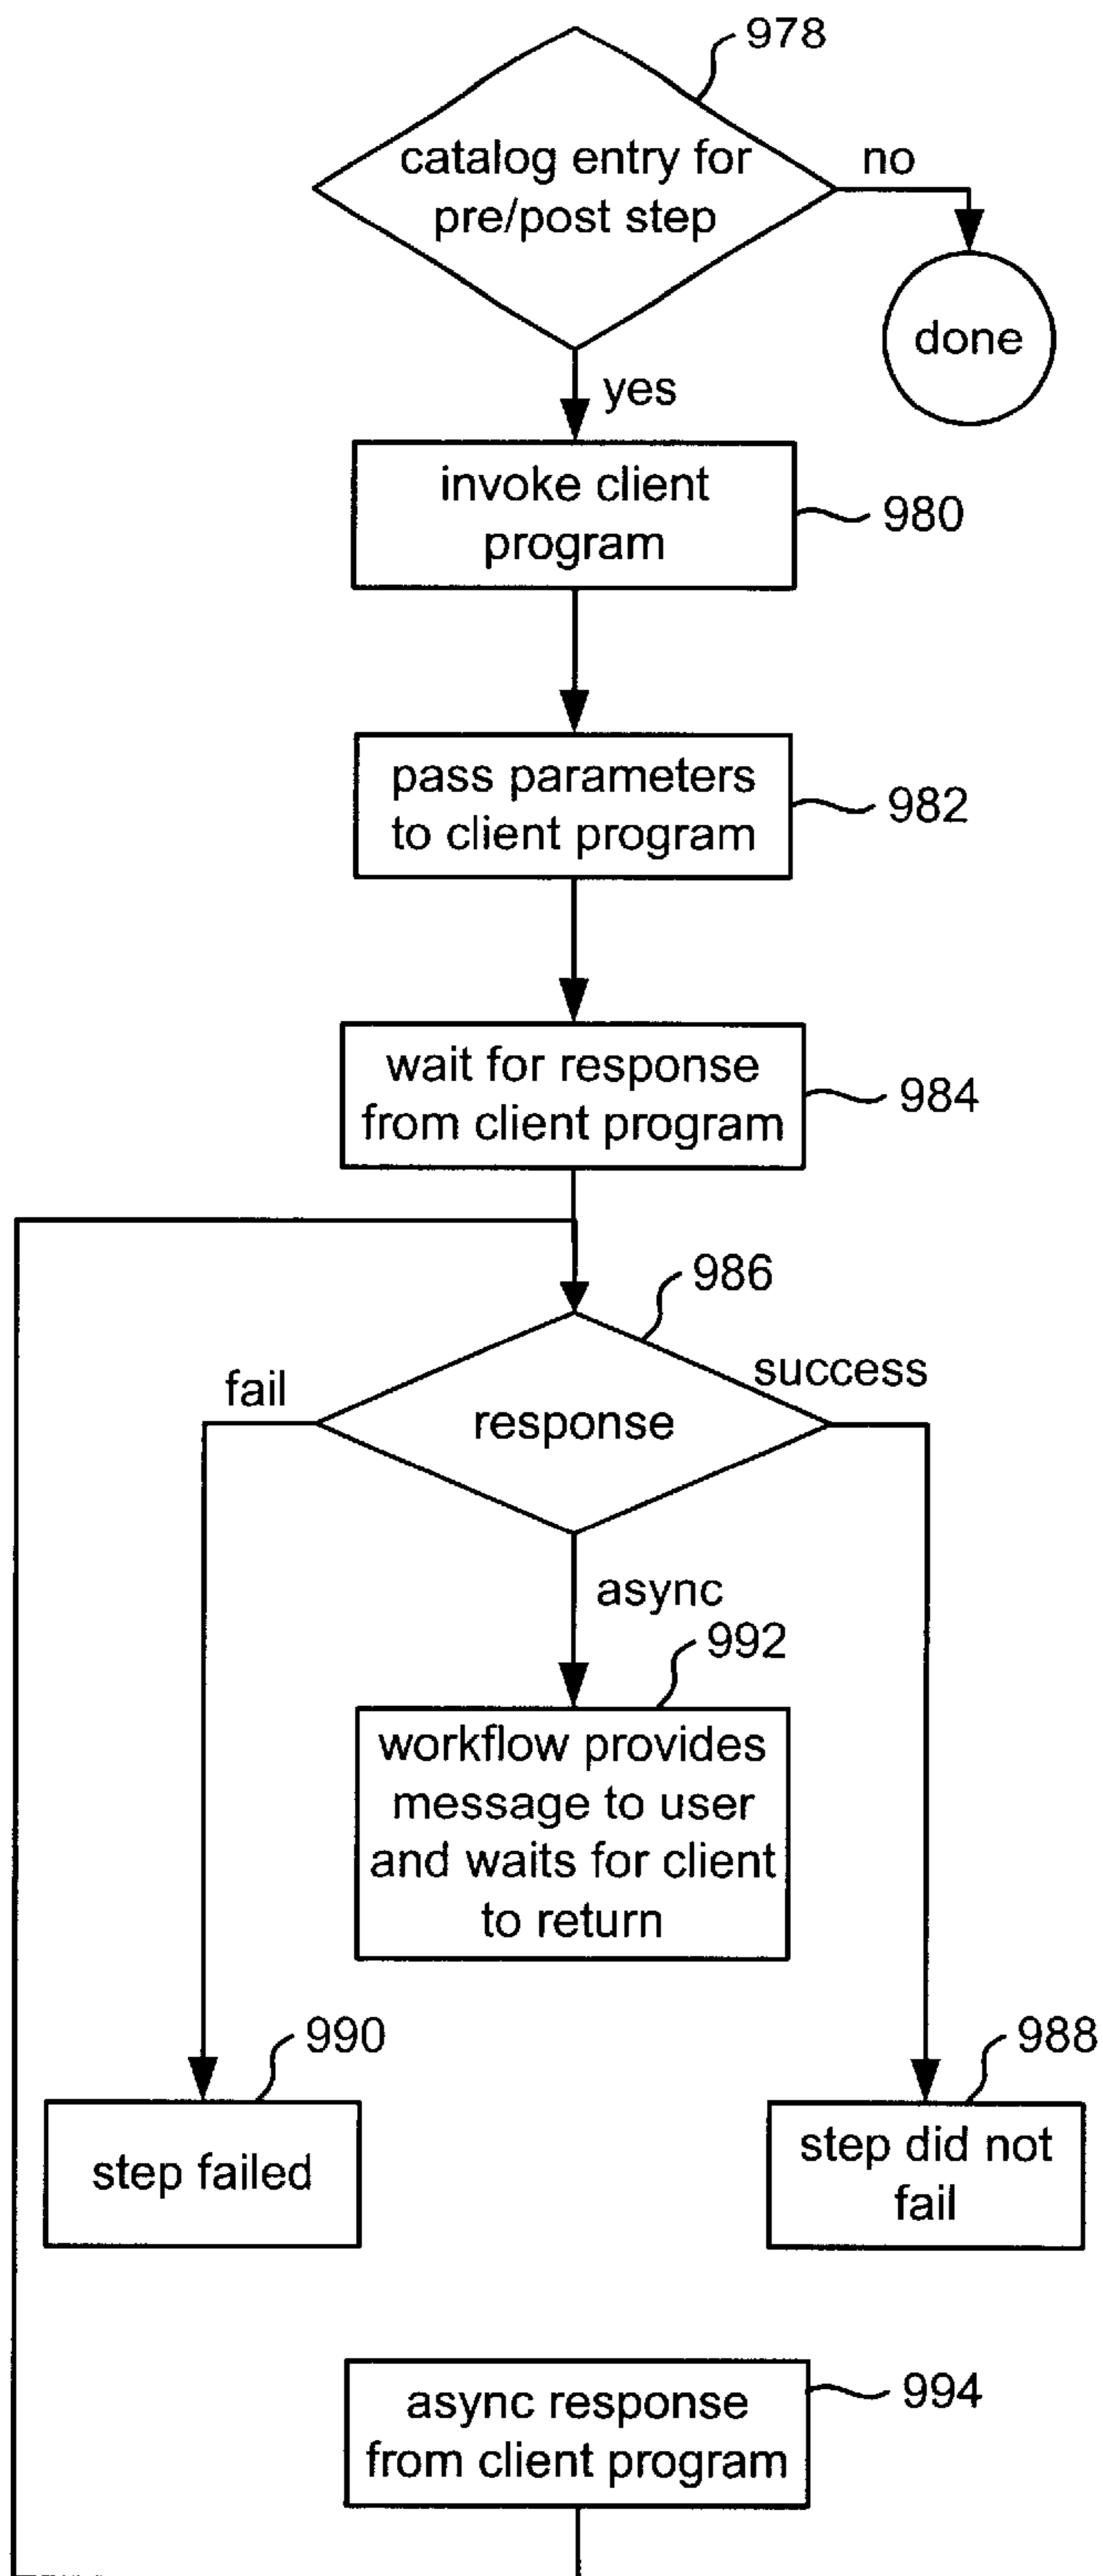 978
catalog entry for
pre/post step
no
done
yes
invoke client
program
980
pass parameters
to client program
982
wait for response
from client program
984
986
fail
success
response
async
992
workflow provides
message to user
and waits for client
to return
990
988
step failed
step did not
fail
994
async response
from client program